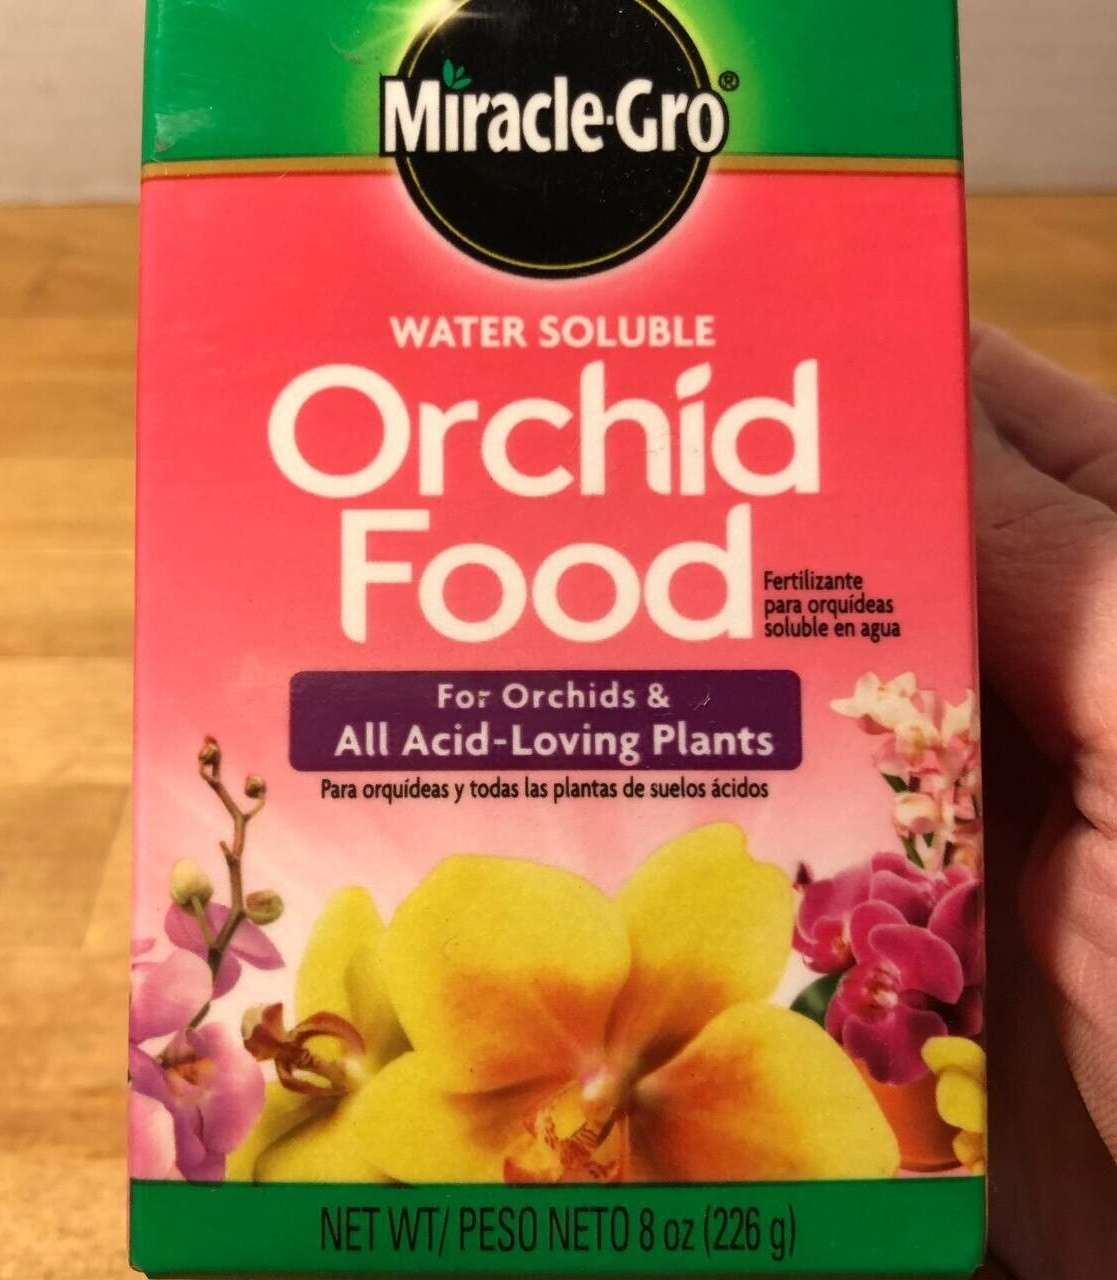 Miracle-Gro®
WATER SOLUBLE
Orchid
Food
Fertilizante
para orquídeas
soluble en agua
For Orchids &
All Acid-Loving Plants
Para orquídeas y todas las plantas de suelos ácidos
NET WT/ PESO NETO 8 oz (226 g)